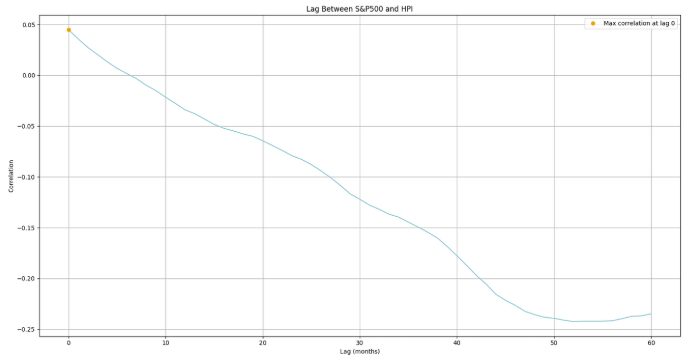 Lag Between S&P500 and HPI
Max correlation at lag 0
Correlation
0.05
0.00
−0.05
−0.10
−0.15
−0.20
−0.25
0 10 20 30 40 50 60
Lag (months)